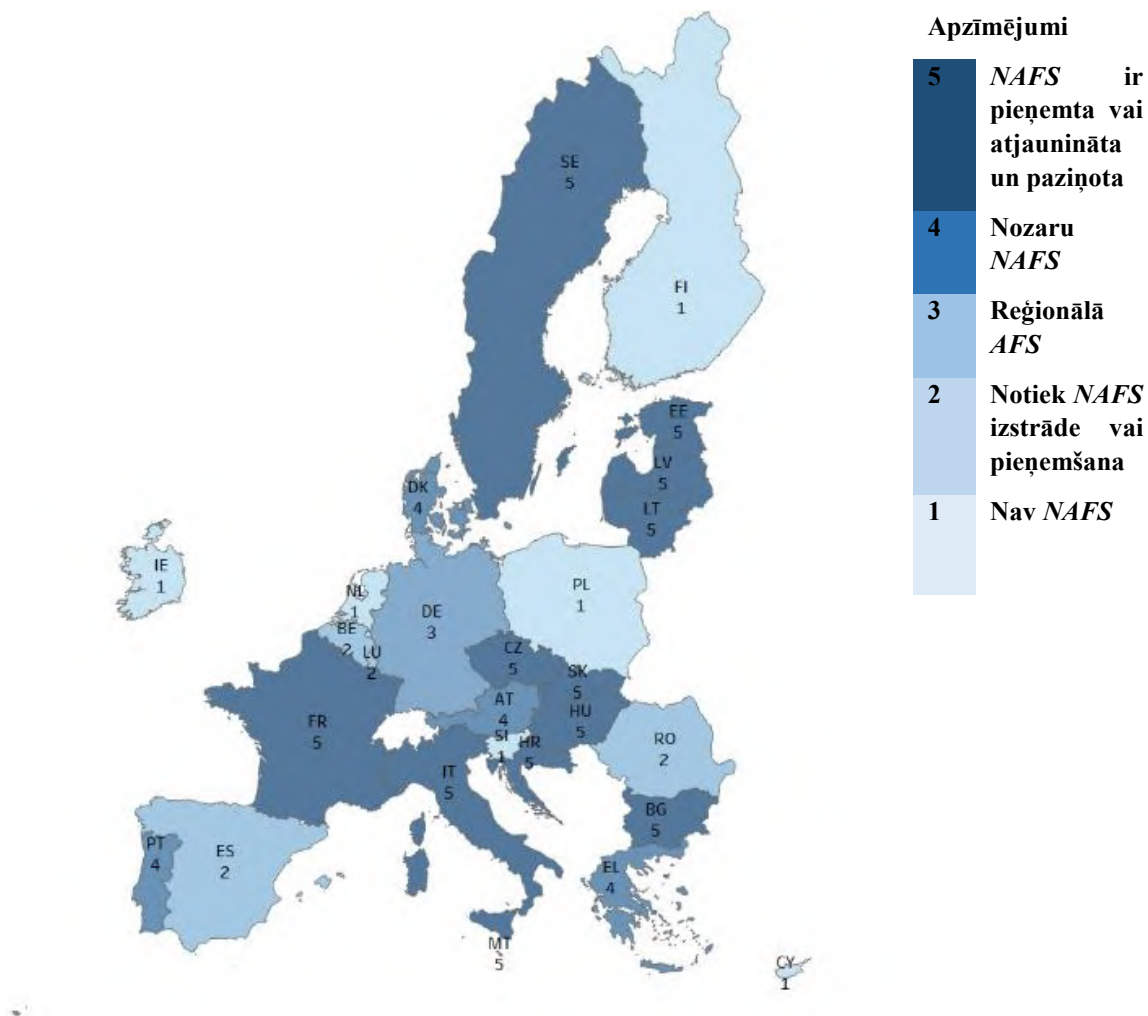 Apzīmējumi
5 NAFS ir
pieņemta vai
atjaunināta
un paziņota
4 Nozaru
NAFS
3 Reģionālā
AFS
2 Notiek NAFS
izstrāde vai
pieņemšana
1 Nav NAFS
SE
5
FI
1
EE
5
LV
5
LT
5
DK
4
IE
1
NL
1
PL
1
DE
3
BE
2
LU
2
CZ
5
SK
5
AT
4
HU
5
FR
5
SI
1
HR
5
RO
2
IT
5
BG
5
PT
4
ES
2
EL
4
MT
5
CY
1